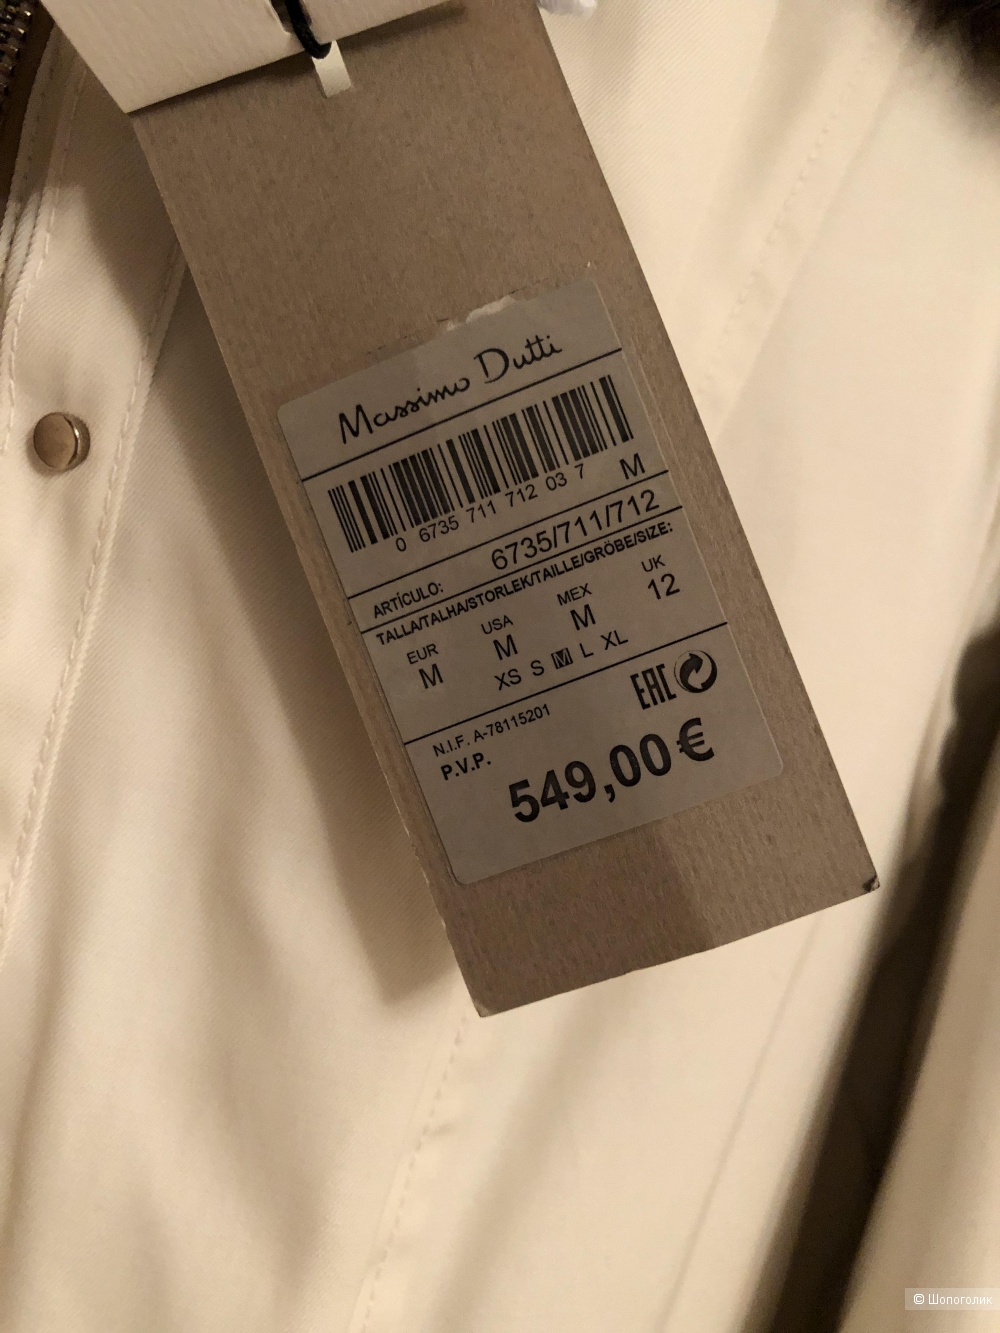 Massimo Dutti
0 6735 711 712 03 7 M
ARTÍCULO: 6735/711/712
TALLA/TALHA/STORLEK/TAILLE/GRÖBE/SIZE:
EUR USA MEX UK
M M M 12
XS S M L XL
N.I.F. A-78115201
EAC
P.V.P.
549,00€
© Шопоголик